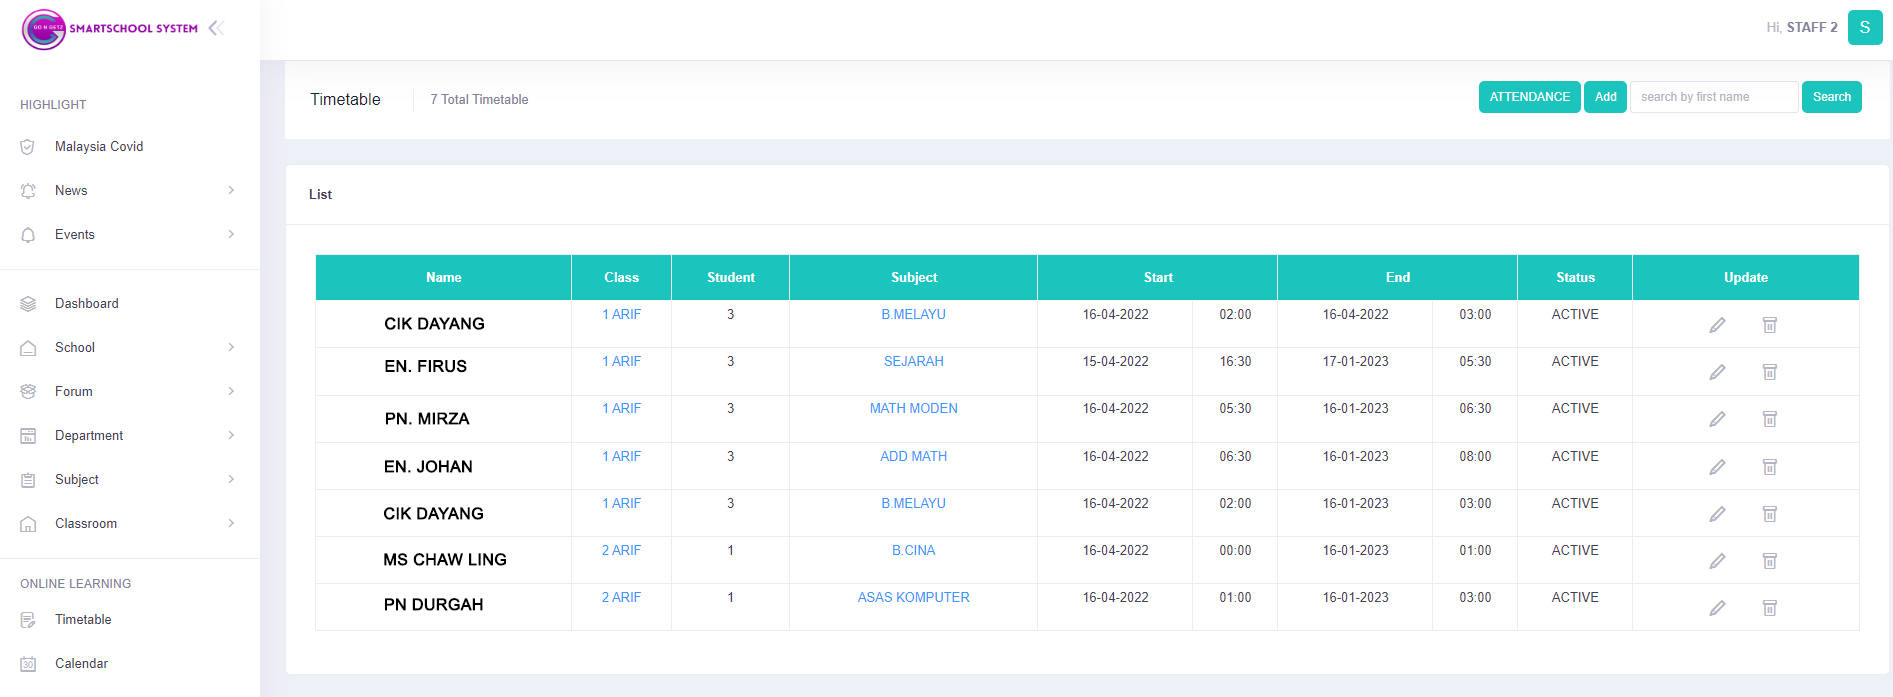 GO N GETZ SMARTSCHOOL SYSTEM
Hi, STAFF 2 S
HIGHLIGHT
Malaysia Covid
News
Events
Dashboard
School
Forum
Department
Subject
Classroom
ONLINE LEARNING
Timetable
30 Calendar
Timetable 7 Total Timetable ATTENDANCE Add search by first name Search
List
Name Class Student Subject Start End Status Update
CIK DAYANG 1 ARIF 3 B.MELAYU 16-04-2022 02:00 16-04-2022 03:00 ACTIVE
EN. FIRUS 1 ARIF 3 SEJARAH 15-04-2022 16:30 17-01-2023 05:30 ACTIVE
PN. MIRZA 1 ARIF 3 MATH MODEN 16-04-2022 05:30 16-01-2023 06:30 ACTIVE
EN. JOHAN 1 ARIF 3 ADD MATH 16-04-2022 06:30 16-01-2023 08:00 ACTIVE
CIK DAYANG 1 ARIF 3 B.MELAYU 16-04-2022 02:00 16-01-2023 03:00 ACTIVE
MS CHAW LING 2 ARIF 1 B.CINA 16-04-2022 00:00 16-01-2023 01:00 ACTIVE
PN DURGAH 2 ARIF 1 ASAS KOMPUTER 16-04-2022 01:00 16-01-2023 03:00 ACTIVE